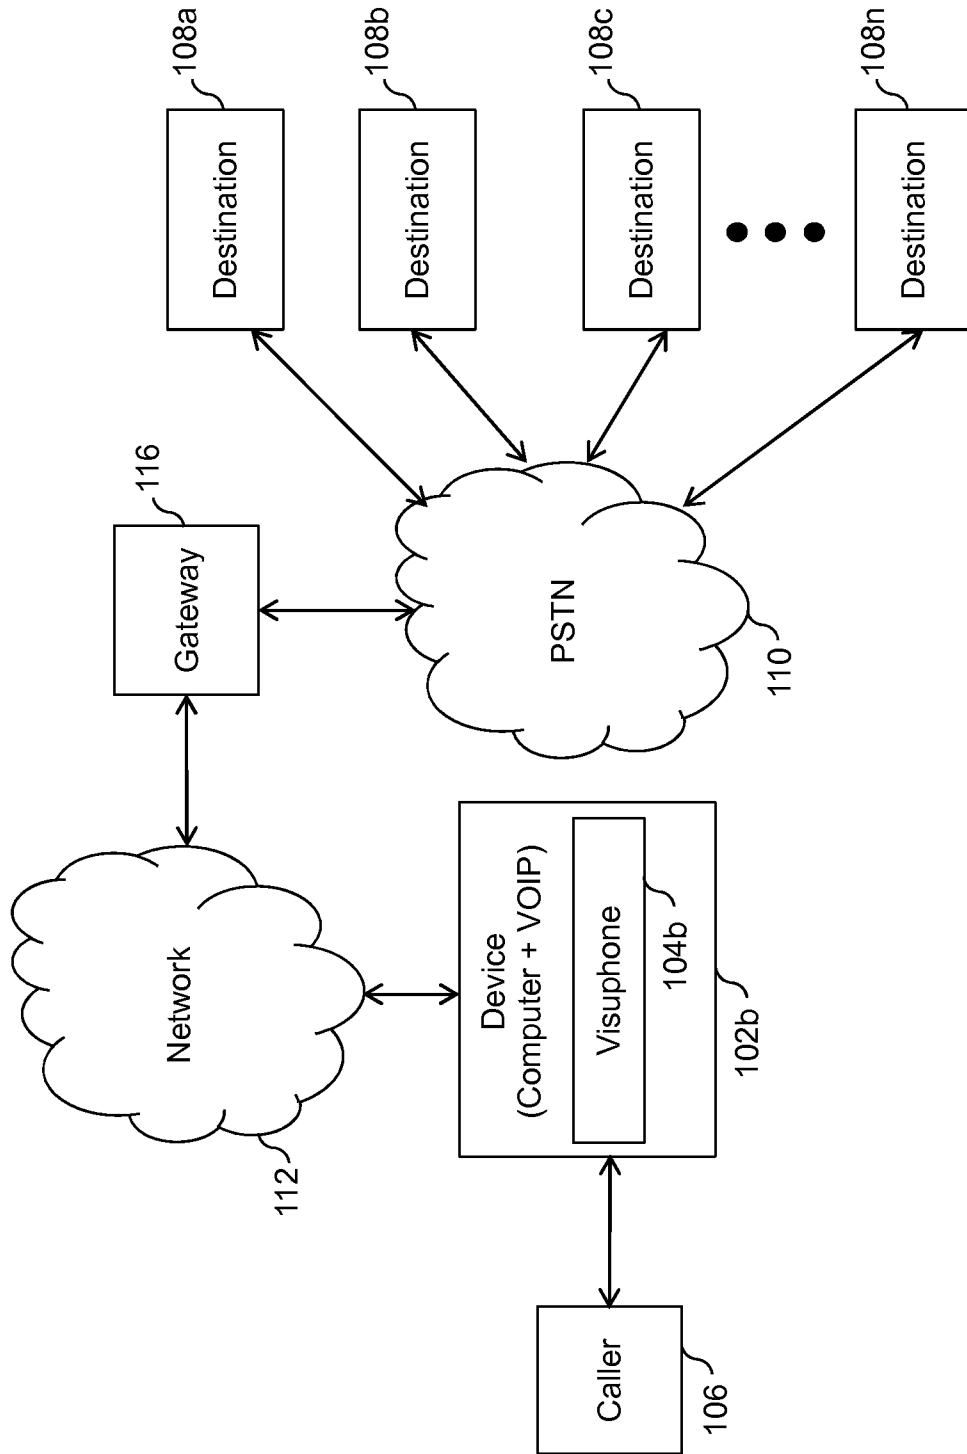 Caller
106
Device
(Computer + VOIP)
Visuphone
104b
102b
Network
112
Gateway
116
PSTN
110
Destination
108a
Destination
108b
Destination
108c
Destination
108n